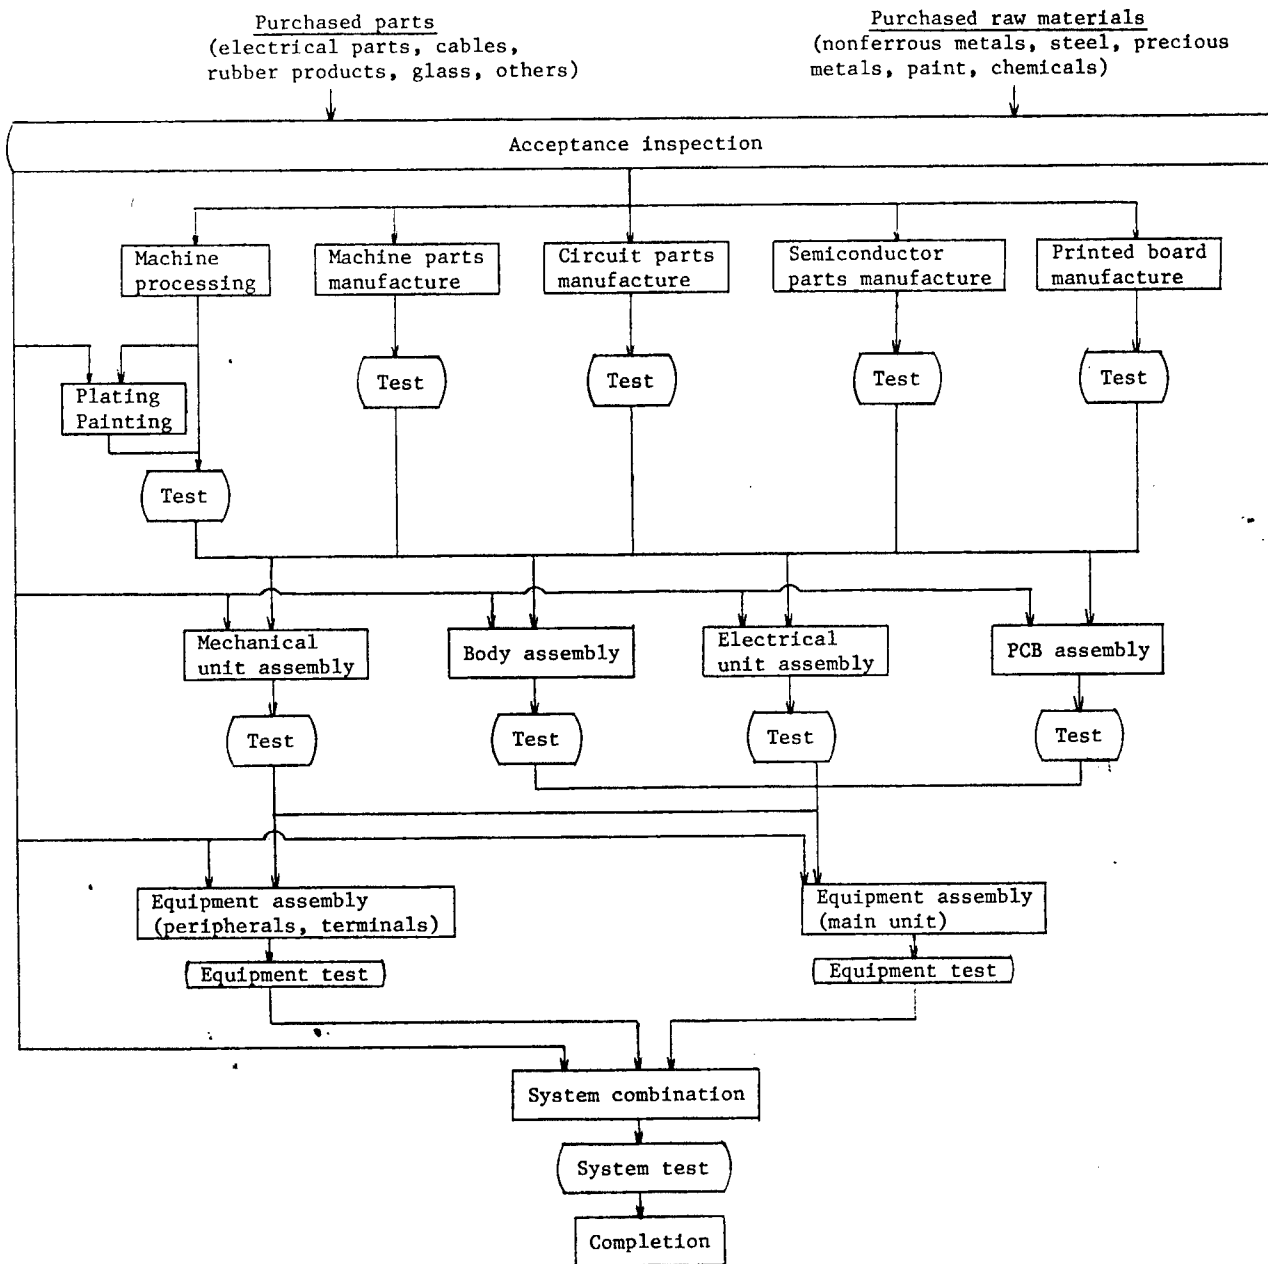 Purchased parts
(electrical parts, cables,
rubber products, glass, others)
Purchased raw materials
(nonferrous metals, steel, precious
metals, paint, chemicals)
Acceptance inspection
Machine
processing
Machine parts
manufacture
Circuit parts
manufacture
Semiconductor
parts manufacture
Printed board
manufacture
Test
Test
Test
Test
Plating
Painting
Test
Mechanical
unit assembly
Body assembly
Electrical
unit assembly
PCB assembly
Test
Test
Test
Test
Equipment assembly
(peripherals, terminals)
Equipment assembly
(main unit)
Equipment test
Equipment test
System combination
System test
Completion